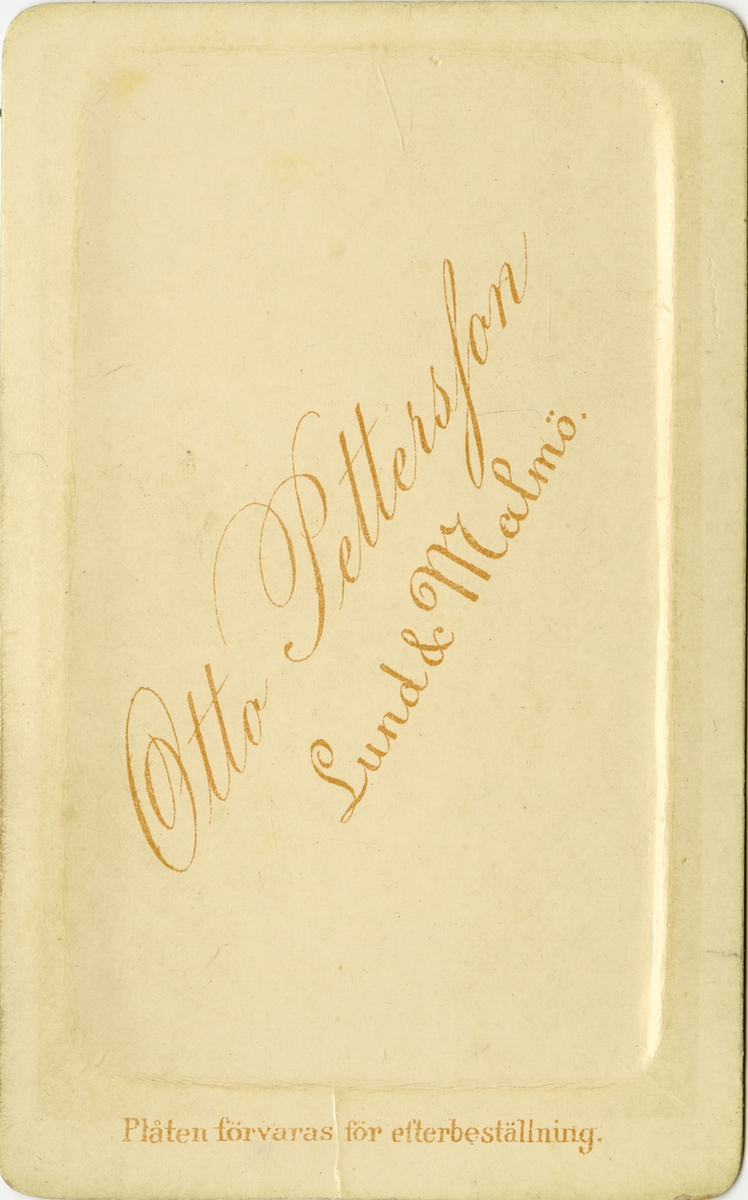 Otto Pettersson
Lund & Malmö.
Plåten förvaras för efterbeställning.